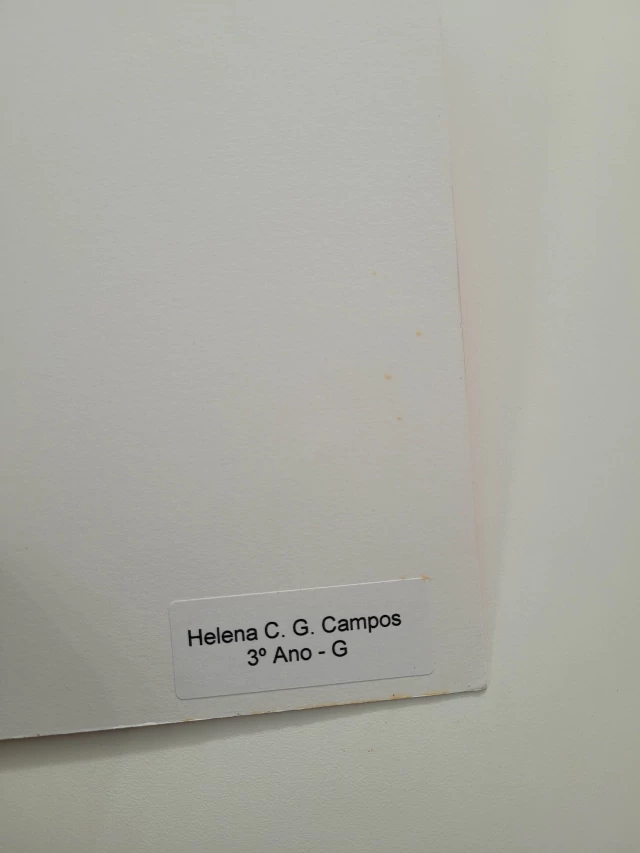 Helena C. G. Campos
3º Ano - G